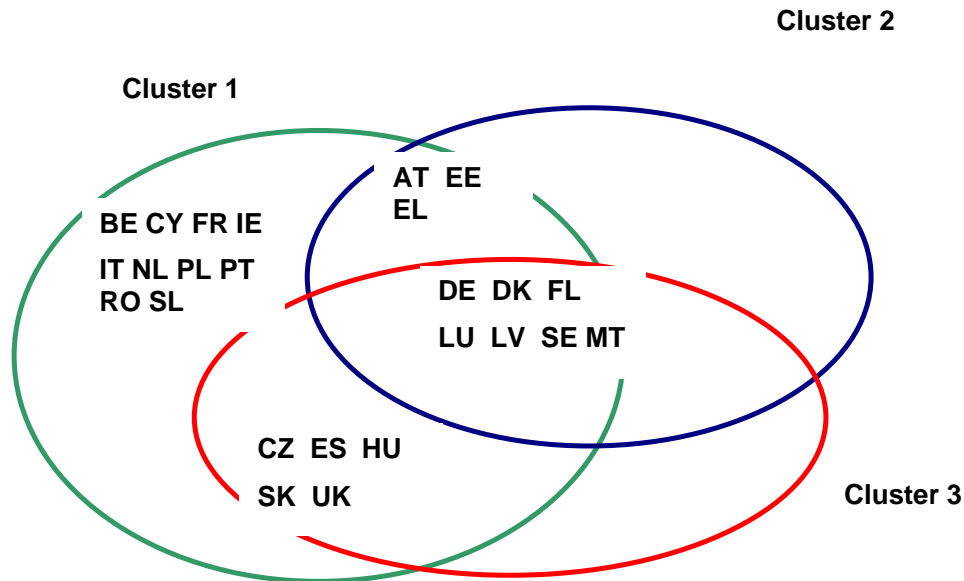 Cluster 2
Cluster 1
AT EE
EL
BE CY FR IE
IT NL PL PT
RO SL
DE DK FL
LU LV SE MT
CZ ES HU
SK UK
Cluster 3